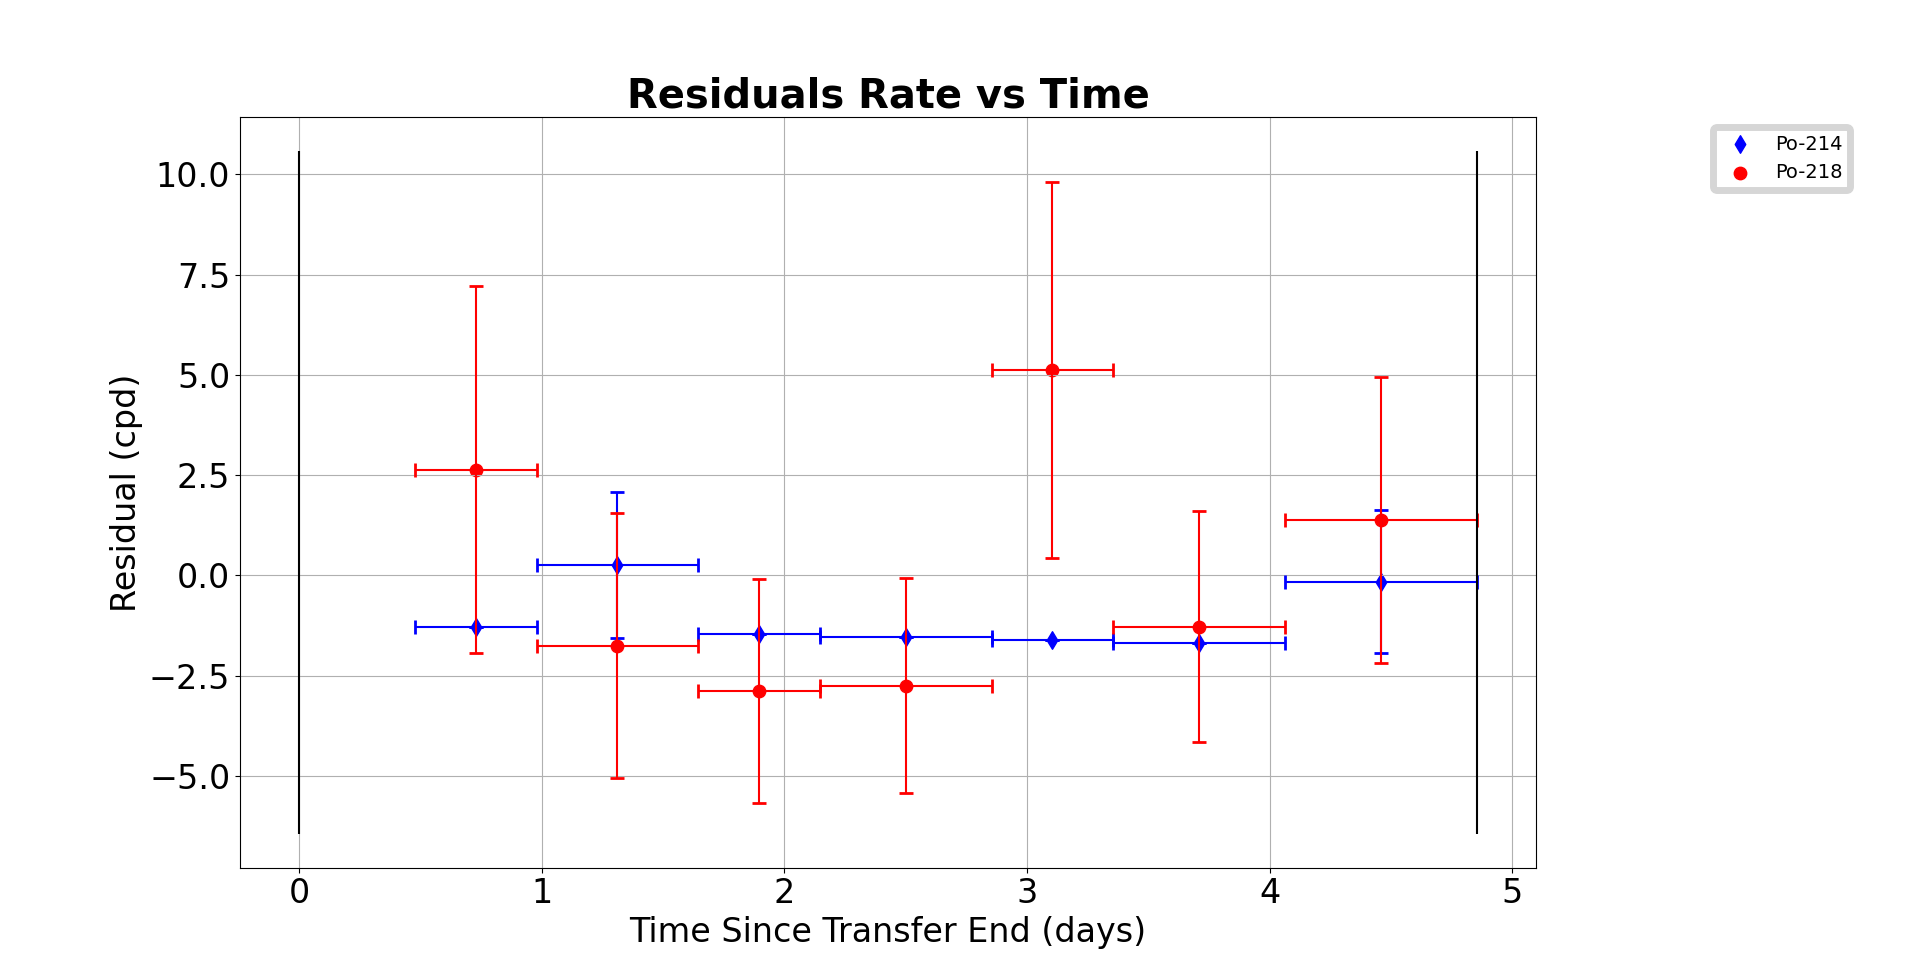 Residuals Rate vs Time
Po-214
Po-218
10.0
7.5
5.0
2.5
0.0
−2.5
−5.0
Residual (cpd)
0 1 2 3 4 5
Time Since Transfer End (days)